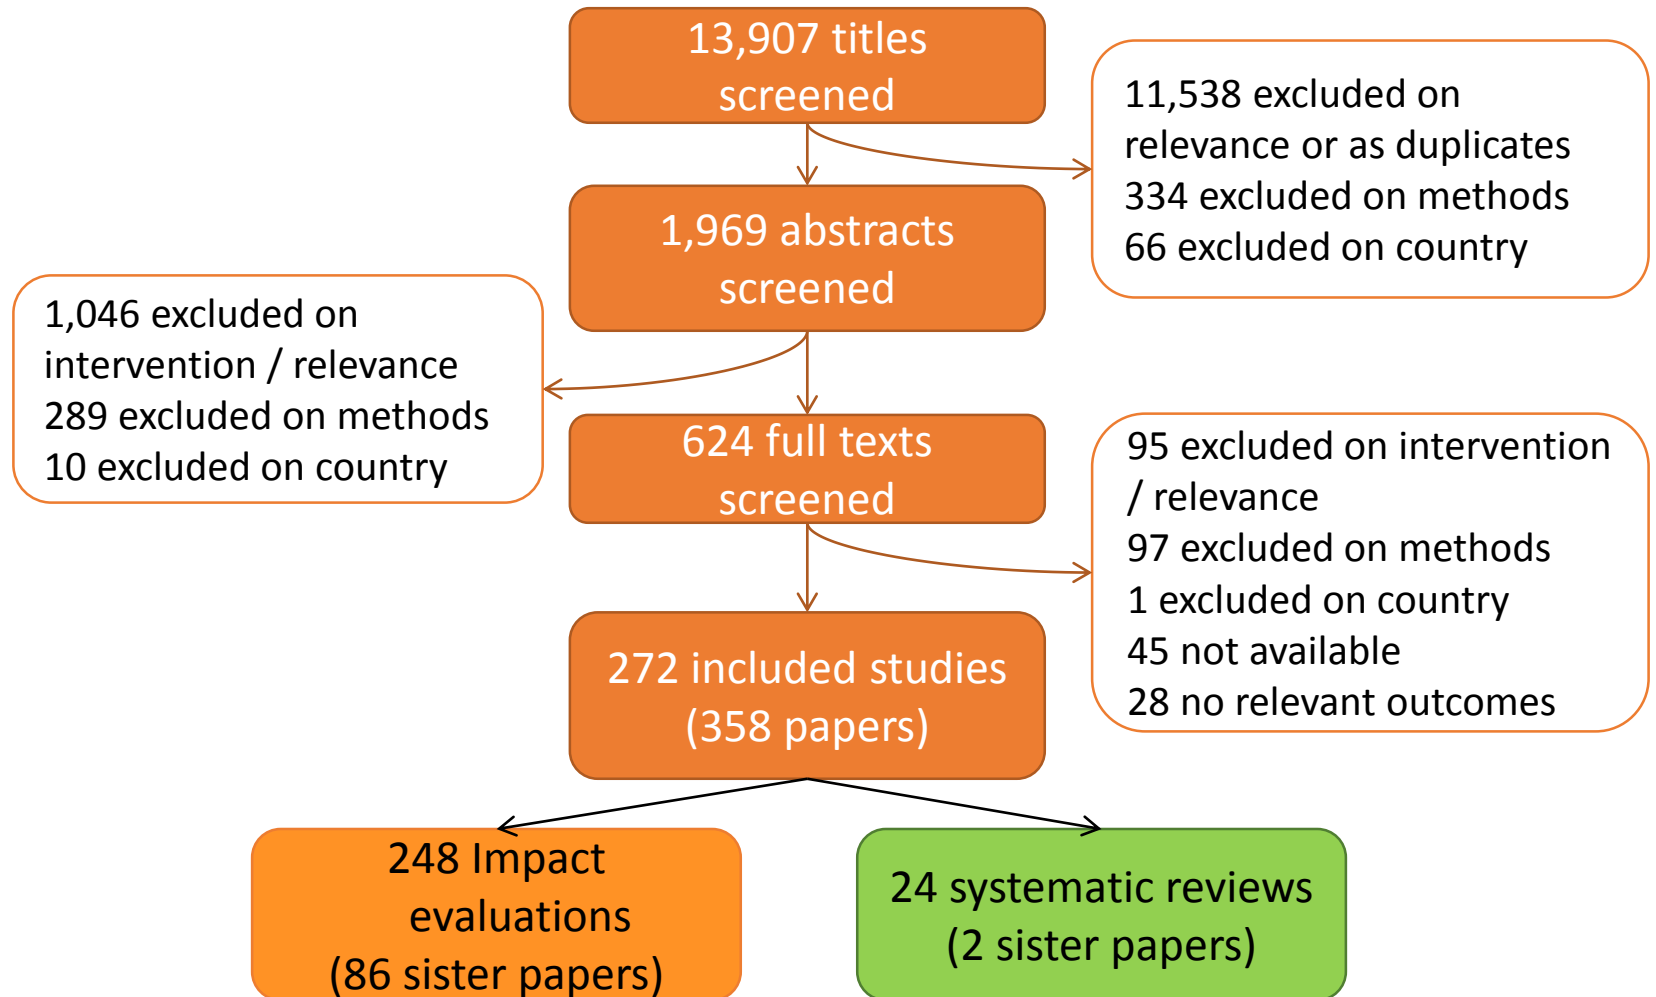 13,907 titles
screened
11,538 excluded on
relevance or as duplicates
334 excluded on methods
66 excluded on country
1,969 abstracts
screened
1,046 excluded on
intervention / relevance
289 excluded on methods
10 excluded on country
624 full texts
screened
95 excluded on intervention
/ relevance
97 excluded on methods
1 excluded on country
45 not available
28 no relevant outcomes
272 included studies
(358 papers)
248 Impact
evaluations
(86 sister papers)
24 systematic reviews
(2 sister papers)